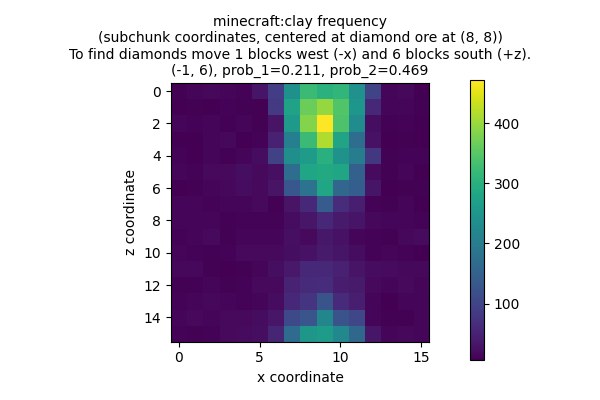 minecraft:clay frequency
(subchunk coordinates, centered at diamond ore at (8, 8))
To find diamonds move 1 blocks west (-x) and 6 blocks south (+z).
(-1, 6), prob_1=0.211, prob_2=0.469
0
2
4
6
8
10
12
14
z coordinate
0
5
10
15
x coordinate
400
300
200
100